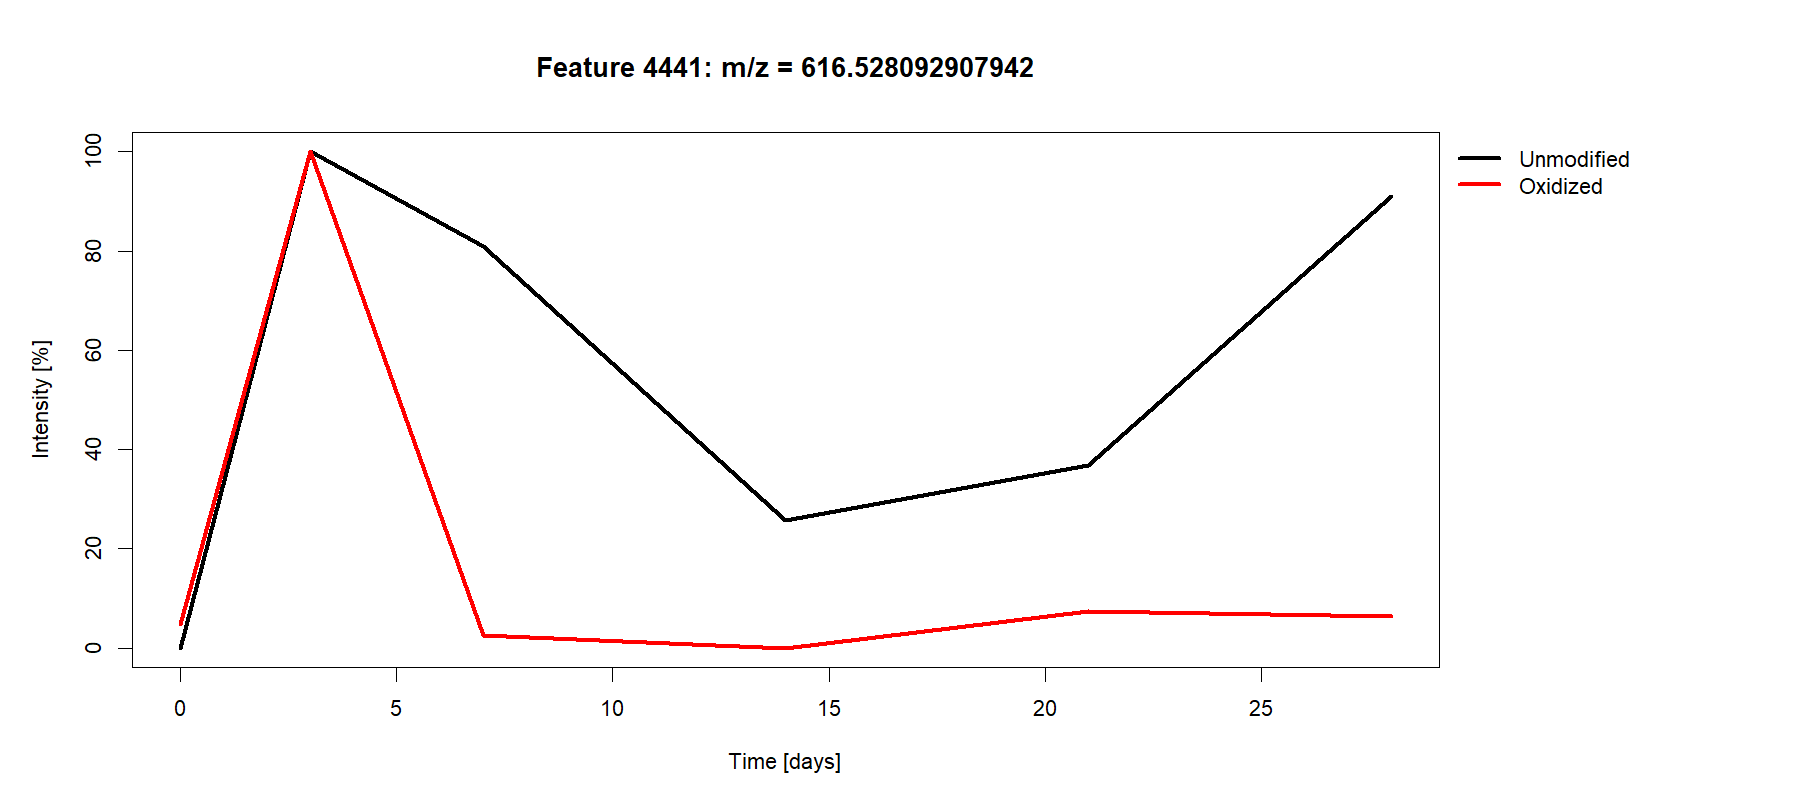 Feature 4441: m/z = 616.528092907942
Unmodified
Oxidized
Intensity [%]
100
80
60
40
20
0
0 5 10 15 20 25
Time [days]